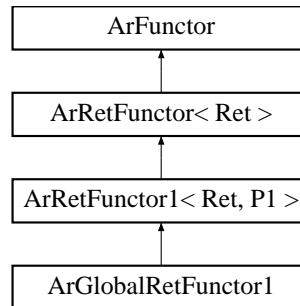 ArFunctor
ArRetFunctor< Ret >
ArRetFunctor1< Ret, P1 >
ArGlobalRetFunctor1